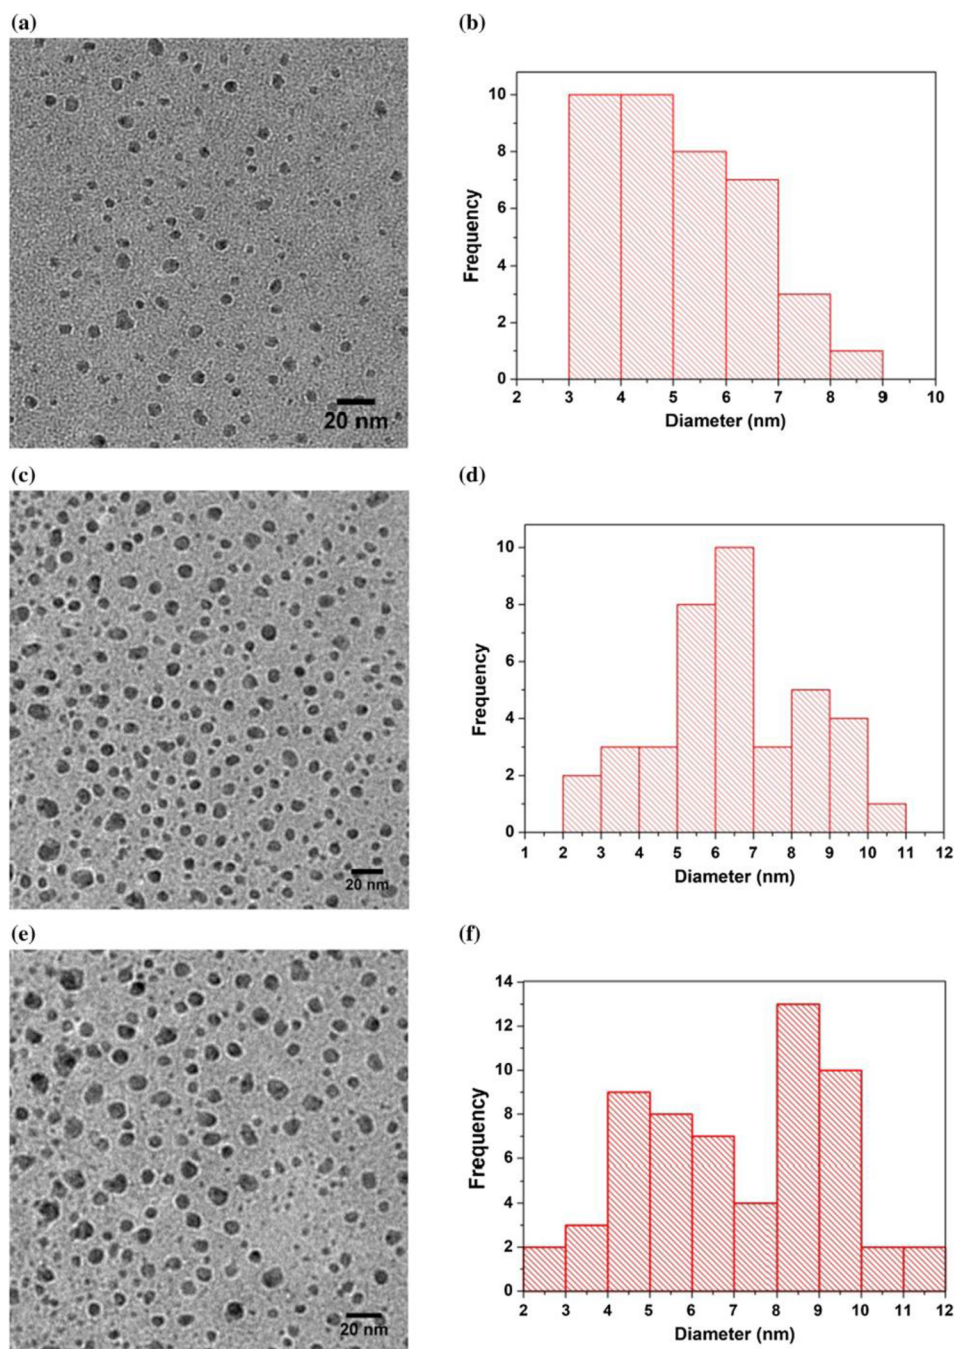 (a)
(b)
10
8
6
4
2
0
Frequency
2 3 4 5 6 7 8 9 10
Diameter (nm)
20 nm
(c)
(d)
10
8
6
4
2
0
Frequency
1 2 3 4 5 6 7 8 9 10 11 12
Diameter (nm)
20 nm
(e)
(f)
14
12
10
8
6
4
2
0
Frequency
2 3 4 5 6 7 8 9 10 11 12
Diameter (nm)
20 nm